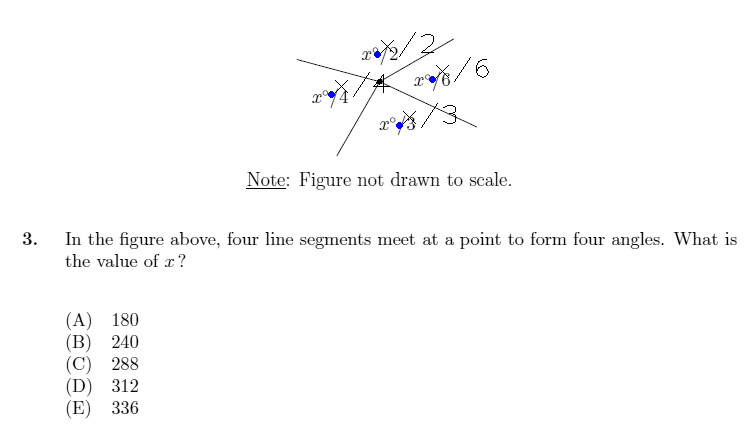 x°/2 x/2
x°/6 x/6
x°/4 x/4
x°/3 x/3
Note: Figure not drawn to scale.
3. In the figure above, four line segments meet at a point to form four angles. What is
the value of x?
(A) 180
(B) 240
(C) 288
(D) 312
(E) 336